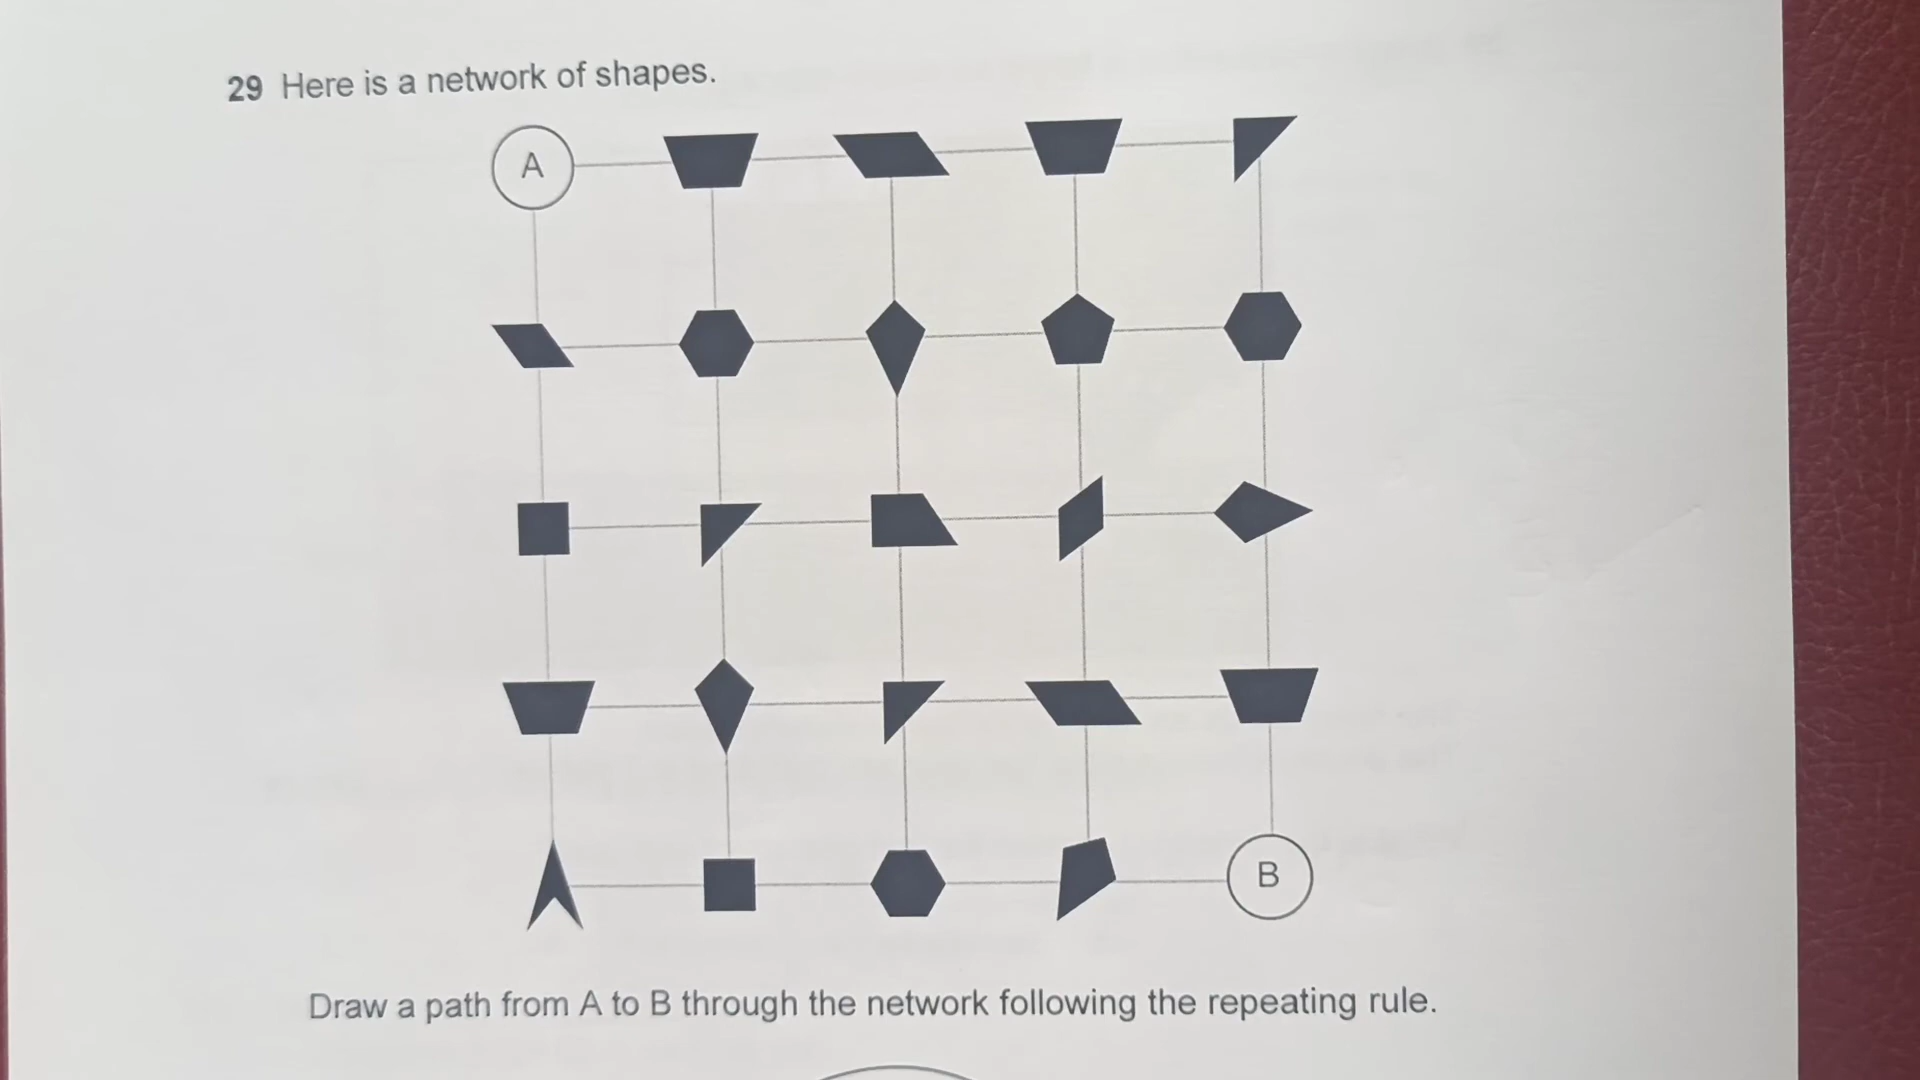 29 Here is a network of shapes.
A
B
Draw a path from A to B through the network following the repeating rule.